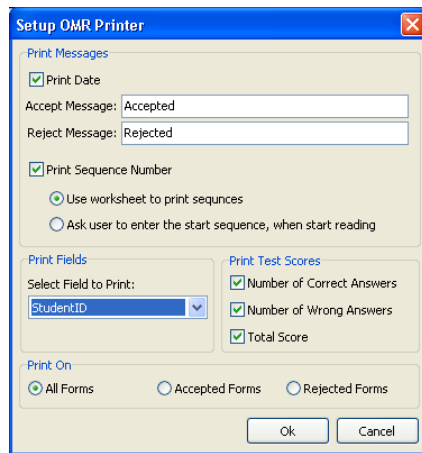 Setup OMR Printer
Print Messages
Print Date
Accept Message: Accepted
Reject Message: Rejected
Print Sequence Number
Use worksheet to print sequnces
Ask user to enter the start sequence, when start reading
Print Fields
Select Field to Print:
StudentID
Print Test Scores
Number of Correct Answers
Number of Wrong Answers
Total Score
Print On
All Forms Accepted Forms Rejected Forms
Ok Cancel